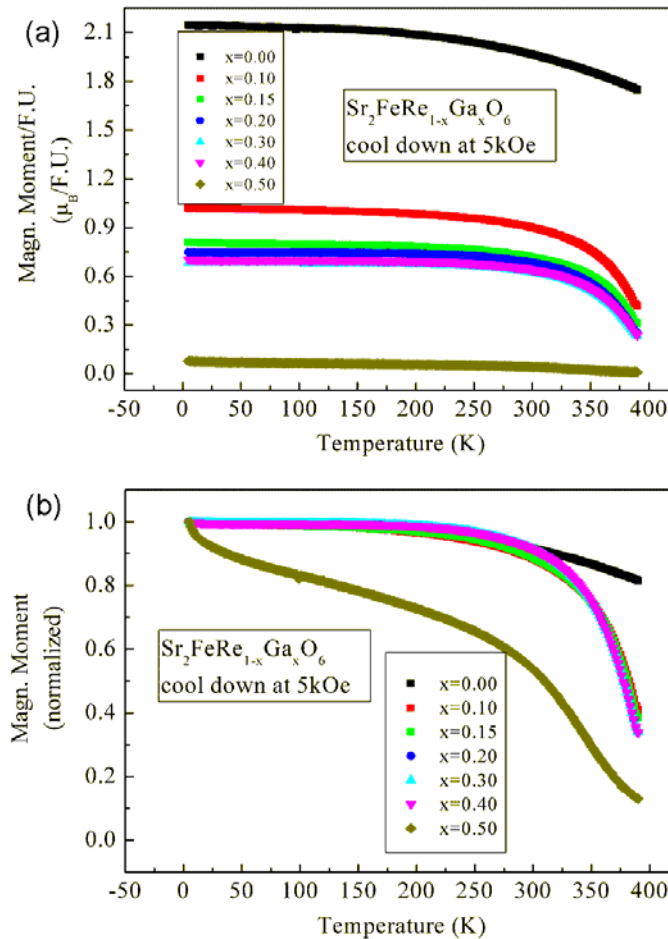 (a)
2.1
1.8
1.5
1.2
0.9
0.6
0.3
0.0
Magn. Moment/F.U.
(μ_B/F.U.)
x=0.00
x=0.10
x=0.15
x=0.20
x=0.30
x=0.40
x=0.50
Sr₂FeRe₁₋ₓGaₓO₆
cool down at 5kOe
-50 0 50 100 150 200 250 300 350 400
Temperature (K)
(b)
1.0
0.8
0.6
0.4
0.2
0.0
Magn. Moment
(normalized)
Sr₂FeRe₁₋ₓGaₓO₆
cool down at 5kOe
x=0.00
x=0.10
x=0.15
x=0.20
x=0.30
x=0.40
x=0.50
-50 0 50 100 150 200 250 300 350 400
Temperature (K)